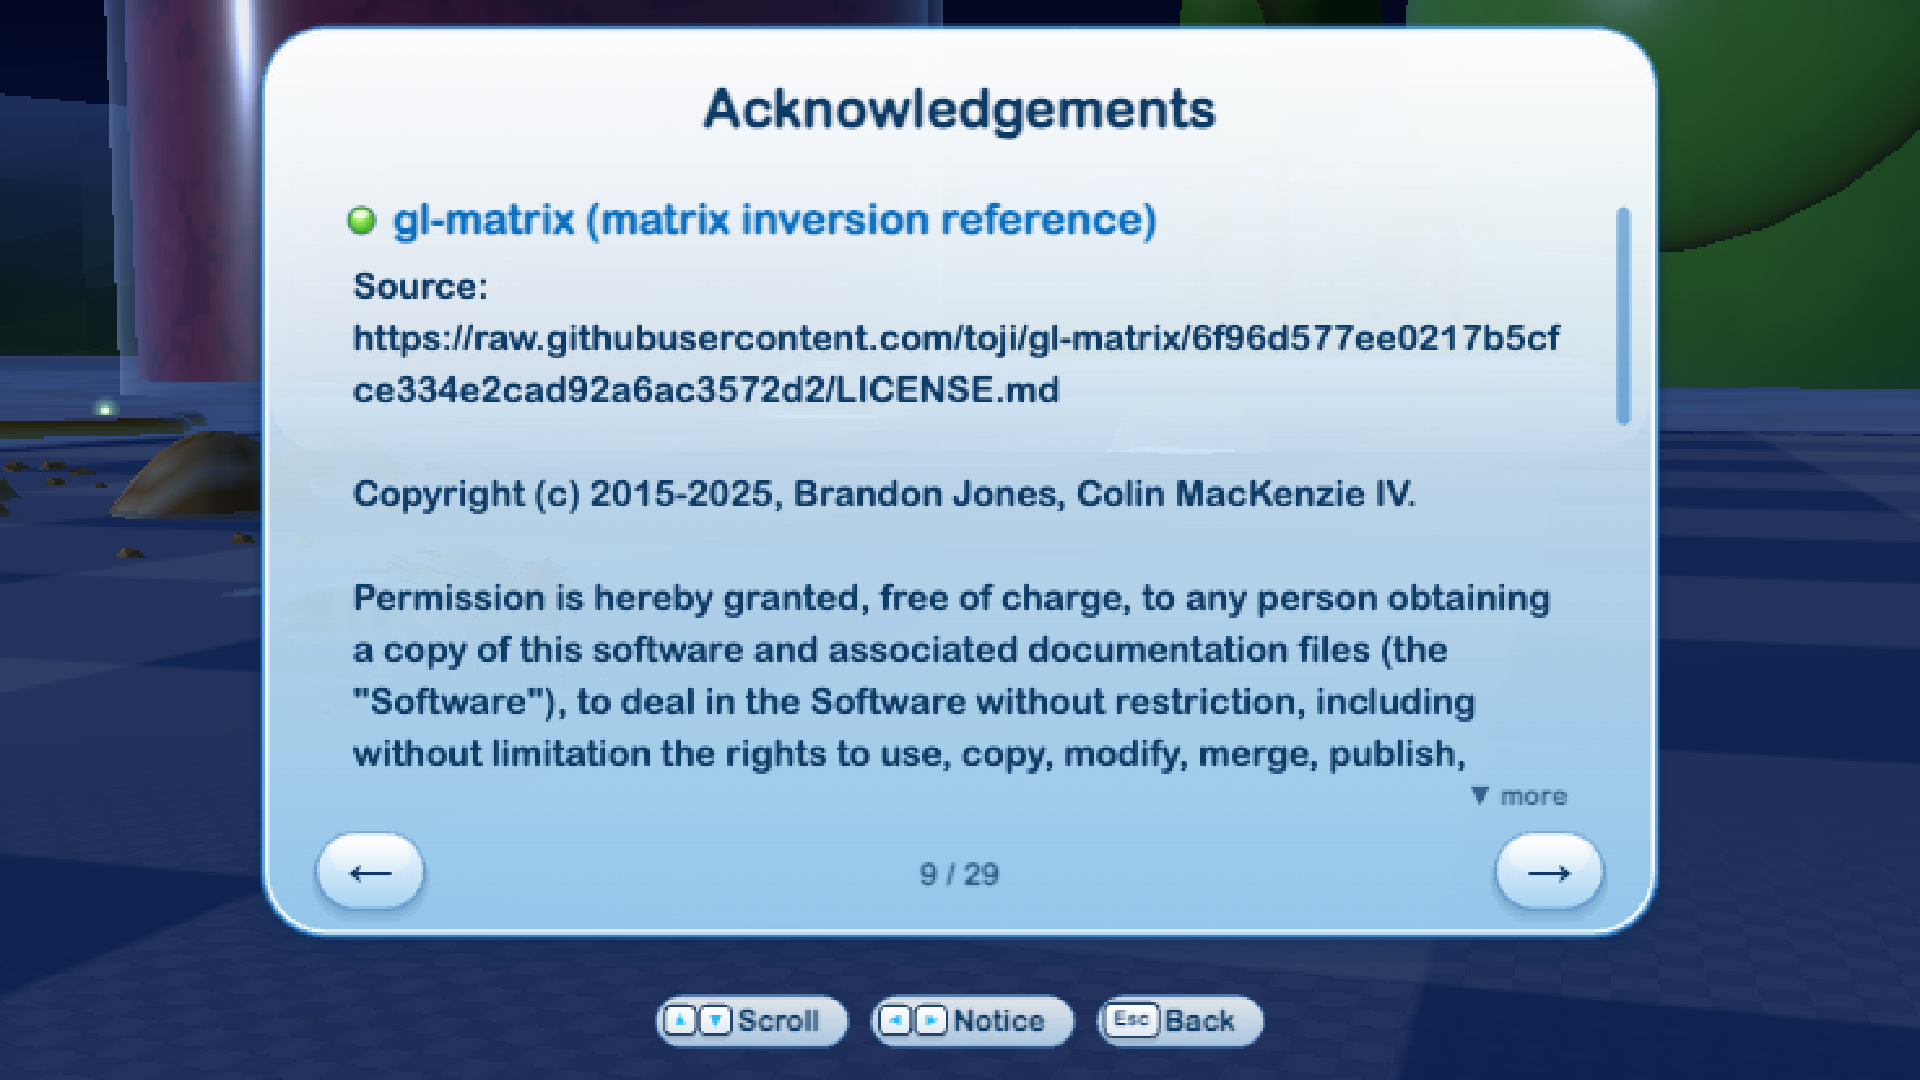 Acknowledgements
gl-matrix (matrix inversion reference)
Source:
https://raw.githubusercontent.com/toji/gl-matrix/6f96d577ee0217b5cf
ce334e2cad92a6ac3572d2/LICENSE.md
Copyright (c) 2015-2025, Brandon Jones, Colin MacKenzie IV.
Permission is hereby granted, free of charge, to any person obtaining
a copy of this software and associated documentation files (the
"Software"), to deal in the Software without restriction, including
without limitation the rights to use, copy, modify, merge, publish,
▼ more
← 9 / 29 →
▲ ▼ Scroll ◀ ▶ Notice Esc Back